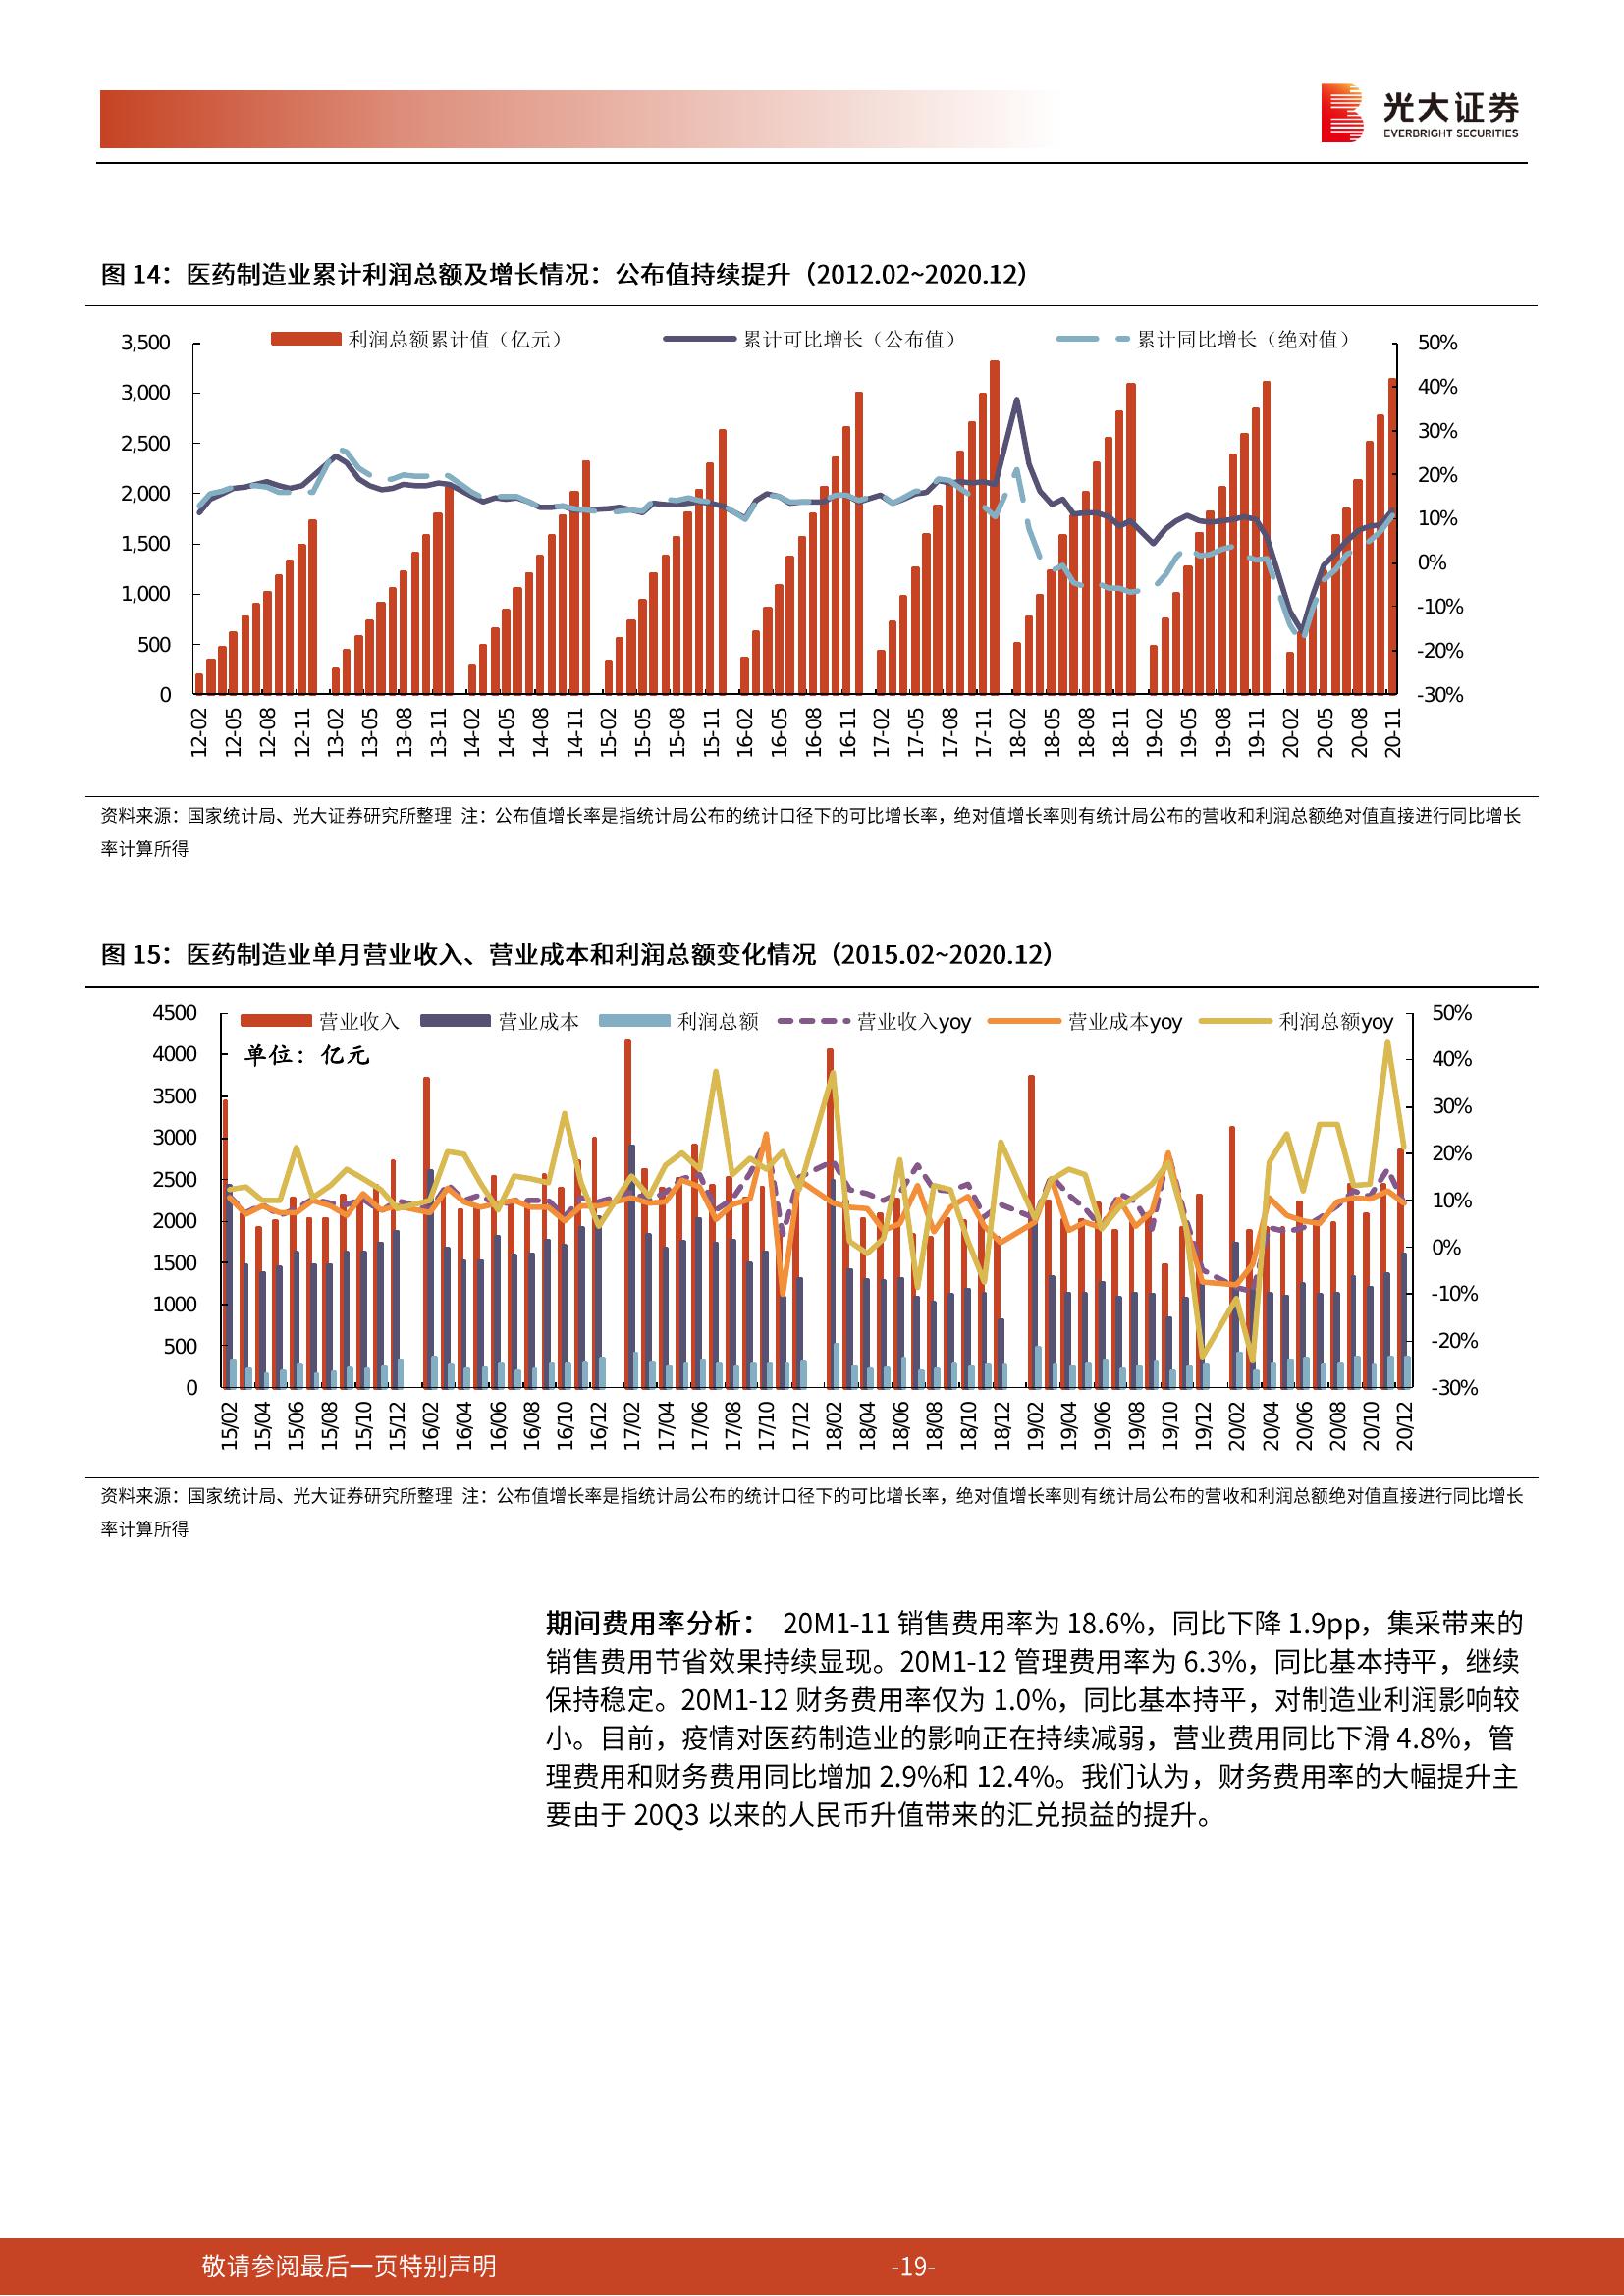 光大证券
EVERBRIGHT SECURITIES
图 14：医药制造业累计利润总额及增长情况：公布值持续提升（2012.02~2020.12）
利润总额累计值（亿元） 累计可比增长（公布值） 累计同比增长（绝对值）
3,500
3,000
2,500
2,000
1,500
1,000
500
0
50%
40%
30%
20%
10%
0%
-10%
-20%
-30%
12-02 12-05 12-08 12-11 13-02 13-05 13-08 13-11 14-02 14-05 14-08 14-11 15-02 15-05 15-08 15-11 16-02 16-05 16-08 16-11 17-02 17-05 17-08 17-11 18-02 18-05 18-08 18-11 19-02 19-05 19-08 19-11 20-02 20-05 20-08 20-11
资料来源：国家统计局、光大证券研究所整理 注：公布值增长率是指统计局公布的统计口径下的可比增长率，绝对值增长率则有统计局公布的营收和利润总额绝对值直接进行同比增长
率计算所得
图 15：医药制造业单月营业收入、营业成本和利润总额变化情况（2015.02~2020.12）
营业收入 营业成本 利润总额 营业收入yoy 营业成本yoy 利润总额yoy
单位：亿元
4500
4000
3500
3000
2500
2000
1500
1000
500
0
50%
40%
30%
20%
10%
0%
-10%
-20%
-30%
15/02 15/04 15/06 15/08 15/10 15/12 16/02 16/04 16/06 16/08 16/10 16/12 17/02 17/04 17/06 17/08 17/10 17/12 18/02 18/04 18/06 18/08 18/10 18/12 19/02 19/04 19/06 19/08 19/10 19/12 20/02 20/04 20/06 20/08 20/10 20/12
资料来源：国家统计局、光大证券研究所整理 注：公布值增长率是指统计局公布的统计口径下的可比增长率，绝对值增长率则有统计局公布的营收和利润总额绝对值直接进行同比增长
率计算所得
期间费用率分析： 20M1-11 销售费用率为 18.6%，同比下降 1.9pp，集采带来的
销售费用节省效果持续显现。20M1-12 管理费用率为 6.3%，同比基本持平，继续
保持稳定。20M1-12 财务费用率仅为 1.0%，同比基本持平，对制造业利润影响较
小。目前，疫情对医药制造业的影响正在持续减弱，营业费用同比下滑 4.8%，管
理费用和财务费用同比增加 2.9%和 12.4%。我们认为，财务费用率的大幅提升主
要由于 20Q3 以来的人民币升值带来的汇兑损益的提升。
敬请参阅最后一页特别声明 -19-